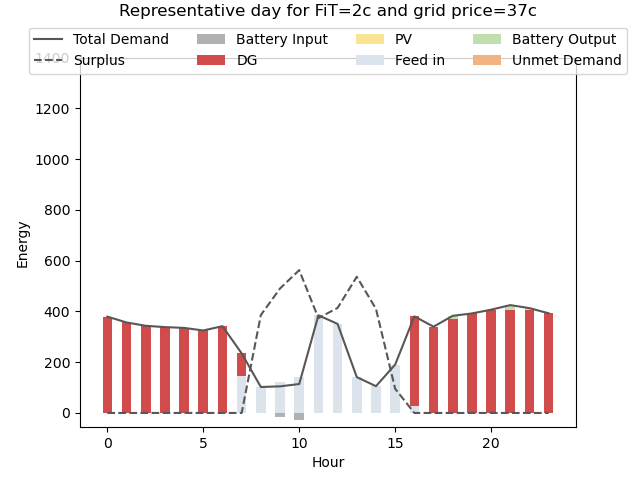 Representative day for FiT=2c and grid price=37c
Total Demand Battery Input PV Battery Output
Surplus DG Feed in Unmet Demand
1400
1200
1000
800
600
400
200
0
Energy
0 5 10 15 20
Hour